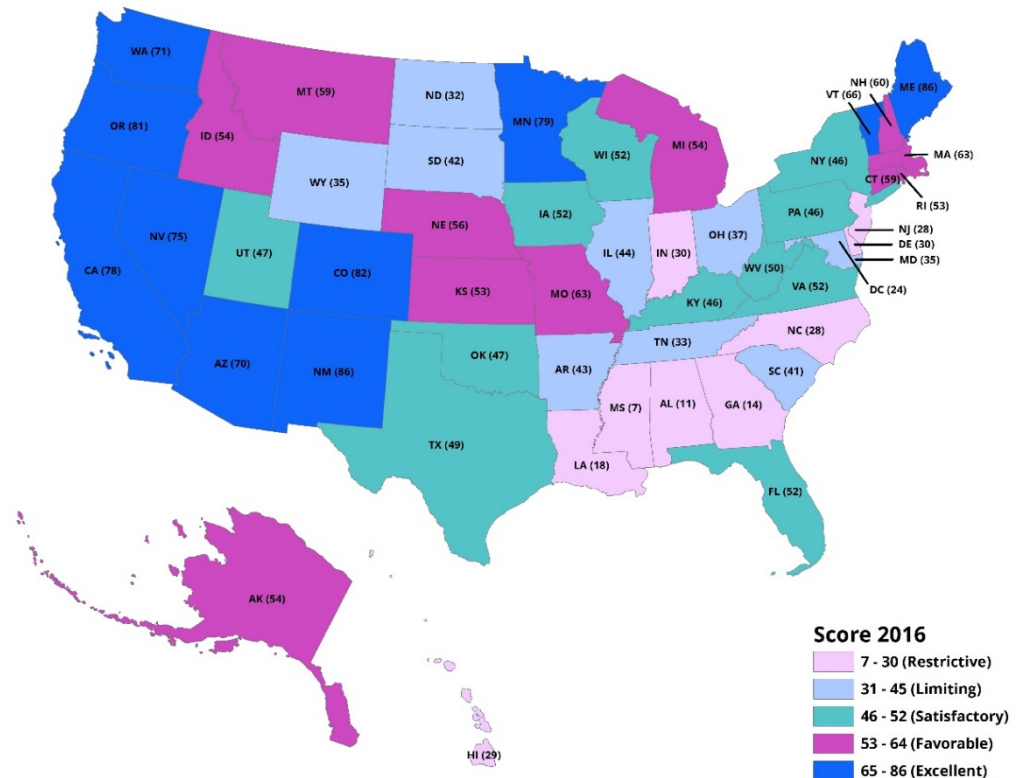 WA (71)
OR (81)
CA (78)
NV (75)
ID (54)
MT (59)
WY (35)
UT (47)
CO (82)
AZ (70)
NM (86)
ND (32)
SD (42)
NE (56)
KS (53)
OK (47)
TX (49)
MN (79)
IA (52)
MO (63)
AR (43)
LA (18)
WI (52)
IL (44)
MI (54)
IN (30)
OH (37)
KY (46)
TN (33)
MS (7)
AL (11)
GA (14)
FL (52)
SC (41)
NC (28)
VA (52)
WV (50)
PA (46)
NY (46)
VT (66)
NH (60)
ME (86)
MA (63)
CT (59)
RI (53)
NJ (28)
DE (30)
MD (35)
DC (24)
AK (54)
HI (29)
Score 2016
7 - 30 (Restrictive)
31 - 45 (Limiting)
46 - 52 (Satisfactory)
53 - 64 (Favorable)
65 - 86 (Excellent)